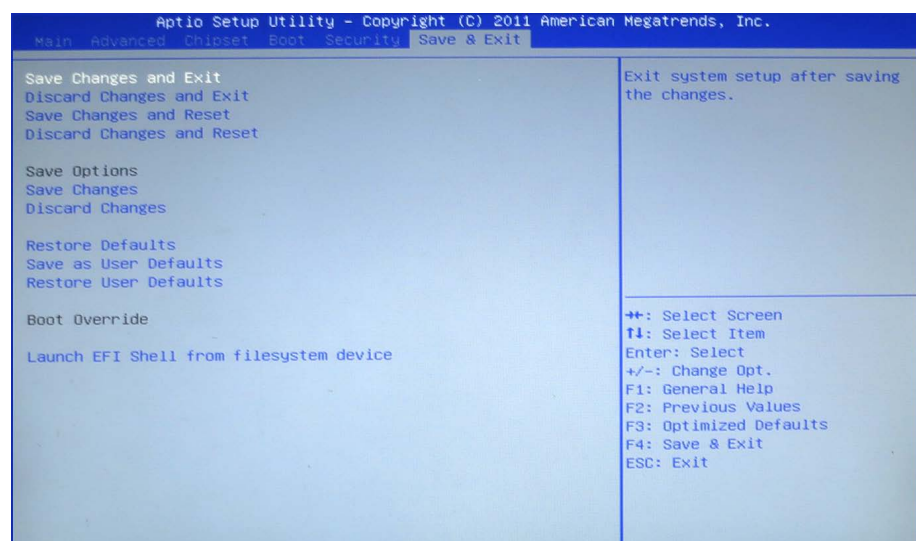 Aptio Setup Utility - Copyright (C) 2011 American Megatrends, Inc.
Main Advanced Chipset Boot Security Save & Exit
Save Changes and Exit
Discard Changes and Exit
Save Changes and Reset
Discard Changes and Reset
Save Options
Save Changes
Discard Changes
Restore Defaults
Save as User Defaults
Restore User Defaults
Boot Override
Launch EFI Shell from filesystem device
Exit system setup after saving
the changes.
→←: Select Screen
↑↓: Select Item
Enter: Select
+/-: Change Opt.
F1: General Help
F2: Previous Values
F3: Optimized Defaults
F4: Save & Exit
ESC: Exit